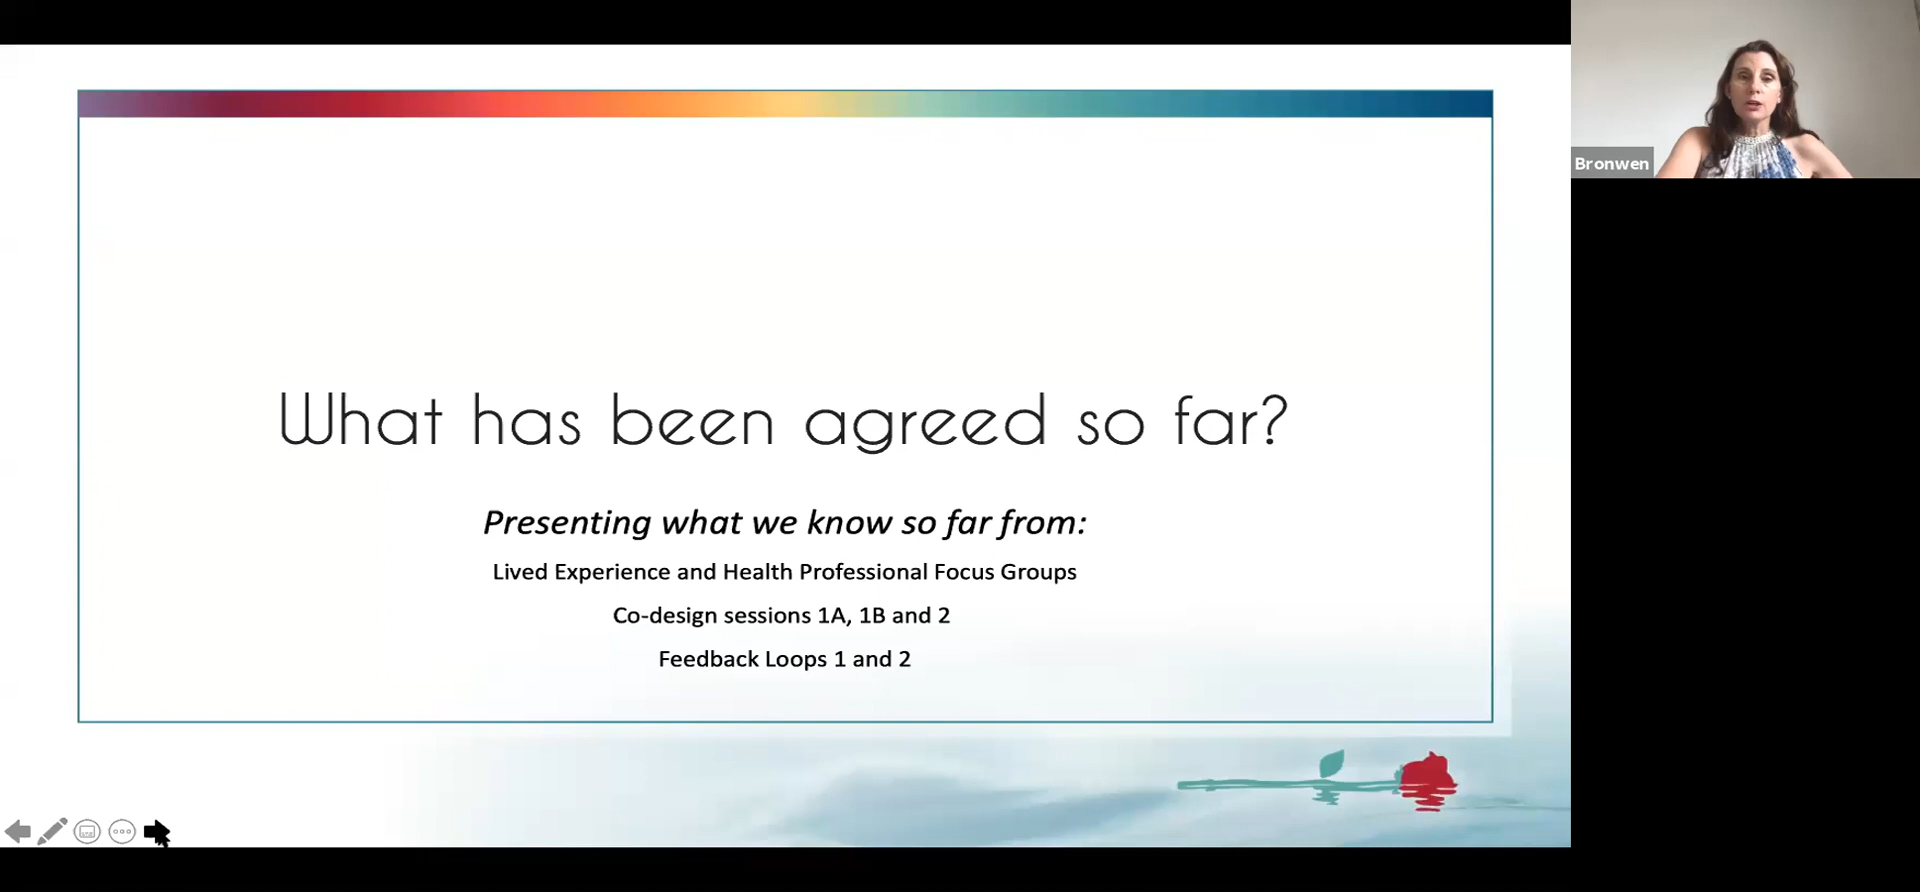 What has been agreed so far?
Presenting what we know so far from:
Lived Experience and Health Professional Focus Groups
Co-design sessions 1A, 1B and 2
Feedback Loops 1 and 2
Bronwen